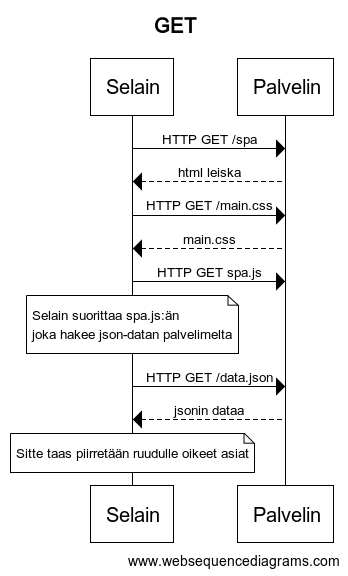 GET
Selain Palvelin
HTTP GET /spa
html leiska
HTTP GET /main.css
main.css
HTTP GET spa.js
Selain suorittaa spa.js:än
joka hakee json-datan palvelimelta
HTTP GET /data.json
jsonin dataa
Sitte taas piirretään ruudulle oikeet asiat
Selain Palvelin
www.websequencediagrams.com